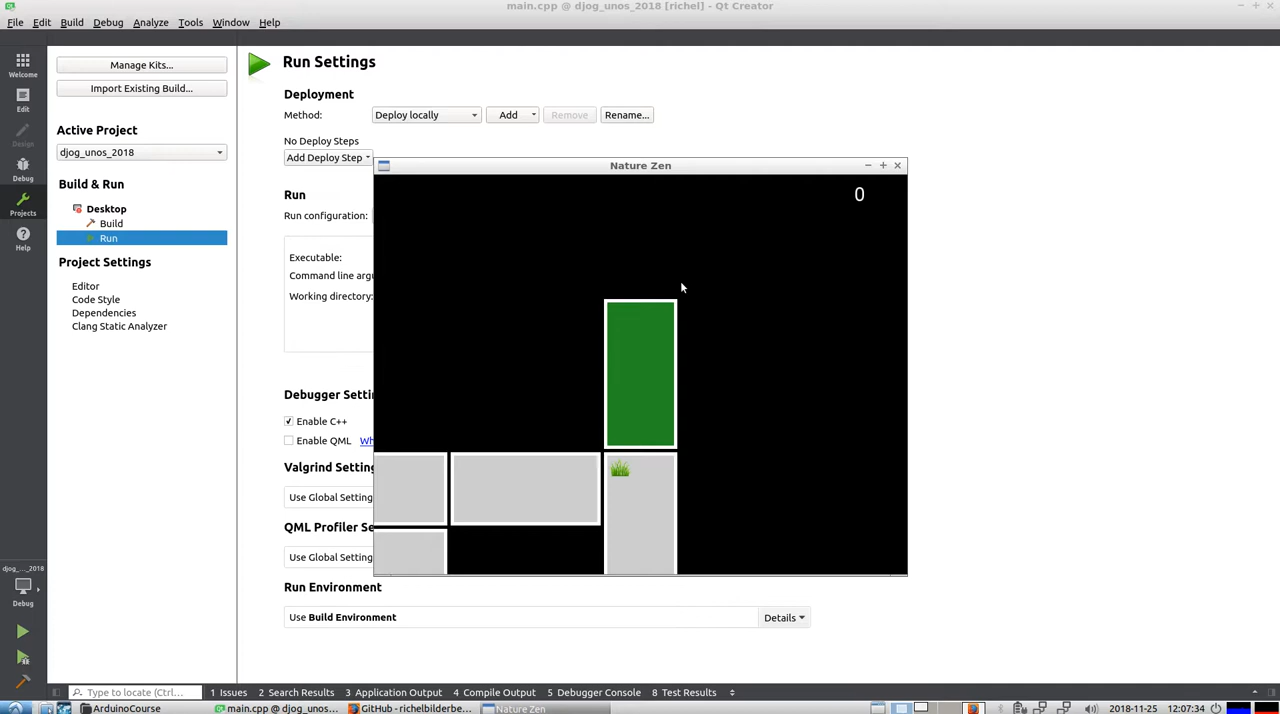 main.cpp @ djog_unos_2018 [richel] - Qt Creator
File Edit Build Debug Analyze Tools Window Help
Welcome
Edit
Design
Debug
Projects
Help
djog_..._2018
Debug
Manage Kits...
Import Existing Build...
Active Project
djog_unos_2018
Build & Run
Desktop
Build
Run
Project Settings
Editor
Code Style
Dependencies
Clang Static Analyzer
Run Settings
Deployment
Method: Deploy locally Add Remove Rename...
No Deploy Steps
Add Deploy Step
Run
Run configuration:
Executable:
Command line argu
Working directory:
Debugger Setti
Enable C++
Enable QML Wh
Valgrind Setting
Use Global Setting
QML Profiler Se
Use Global Setting
Run Environment
Use Build Environment Details
Nature Zen
0
Type to locate (Ctrl... 1 Issues 2 Search Results 3 Application Output 4 Compile Output 5 Debugger Console 8 Test Results
ArduinoCourse main.cpp @ djog_unos... GitHub - richelbilderbe... Nature Zen 2018-11-25 12:07:34